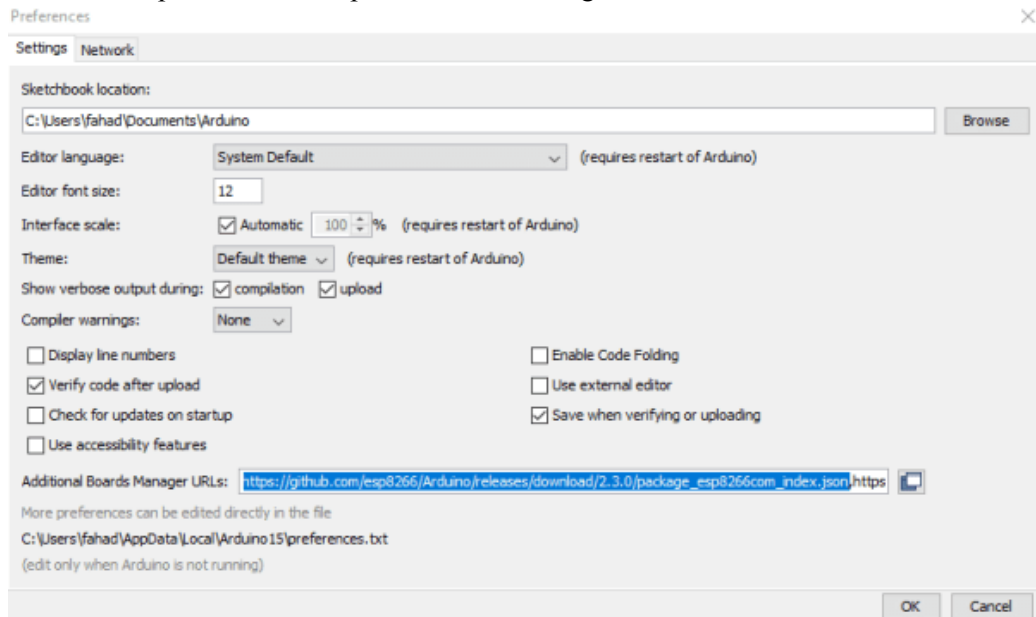 Preferences
Settings Network
Sketchbook location:
C:\Users\fahad\Documents\Arduino Browse
Editor language: System Default (requires restart of Arduino)
Editor font size: 12
Interface scale: Automatic 100 % (requires restart of Arduino)
Theme: Default theme (requires restart of Arduino)
Show verbose output during: compilation upload
Compiler warnings: None
Display line numbers Enable Code Folding
Verify code after upload Use external editor
Check for updates on startup Save when verifying or uploading
Use accessibility features
Additional Boards Manager URLs: https://github.com/esp8266/Arduino/releases/download/2.3.0/package_esp8266com_index.json,https
More preferences can be edited directly in the file
C:\Users\fahad\AppData\Local\Arduino15\preferences.txt
(edit only when Arduino is not running)
OK Cancel